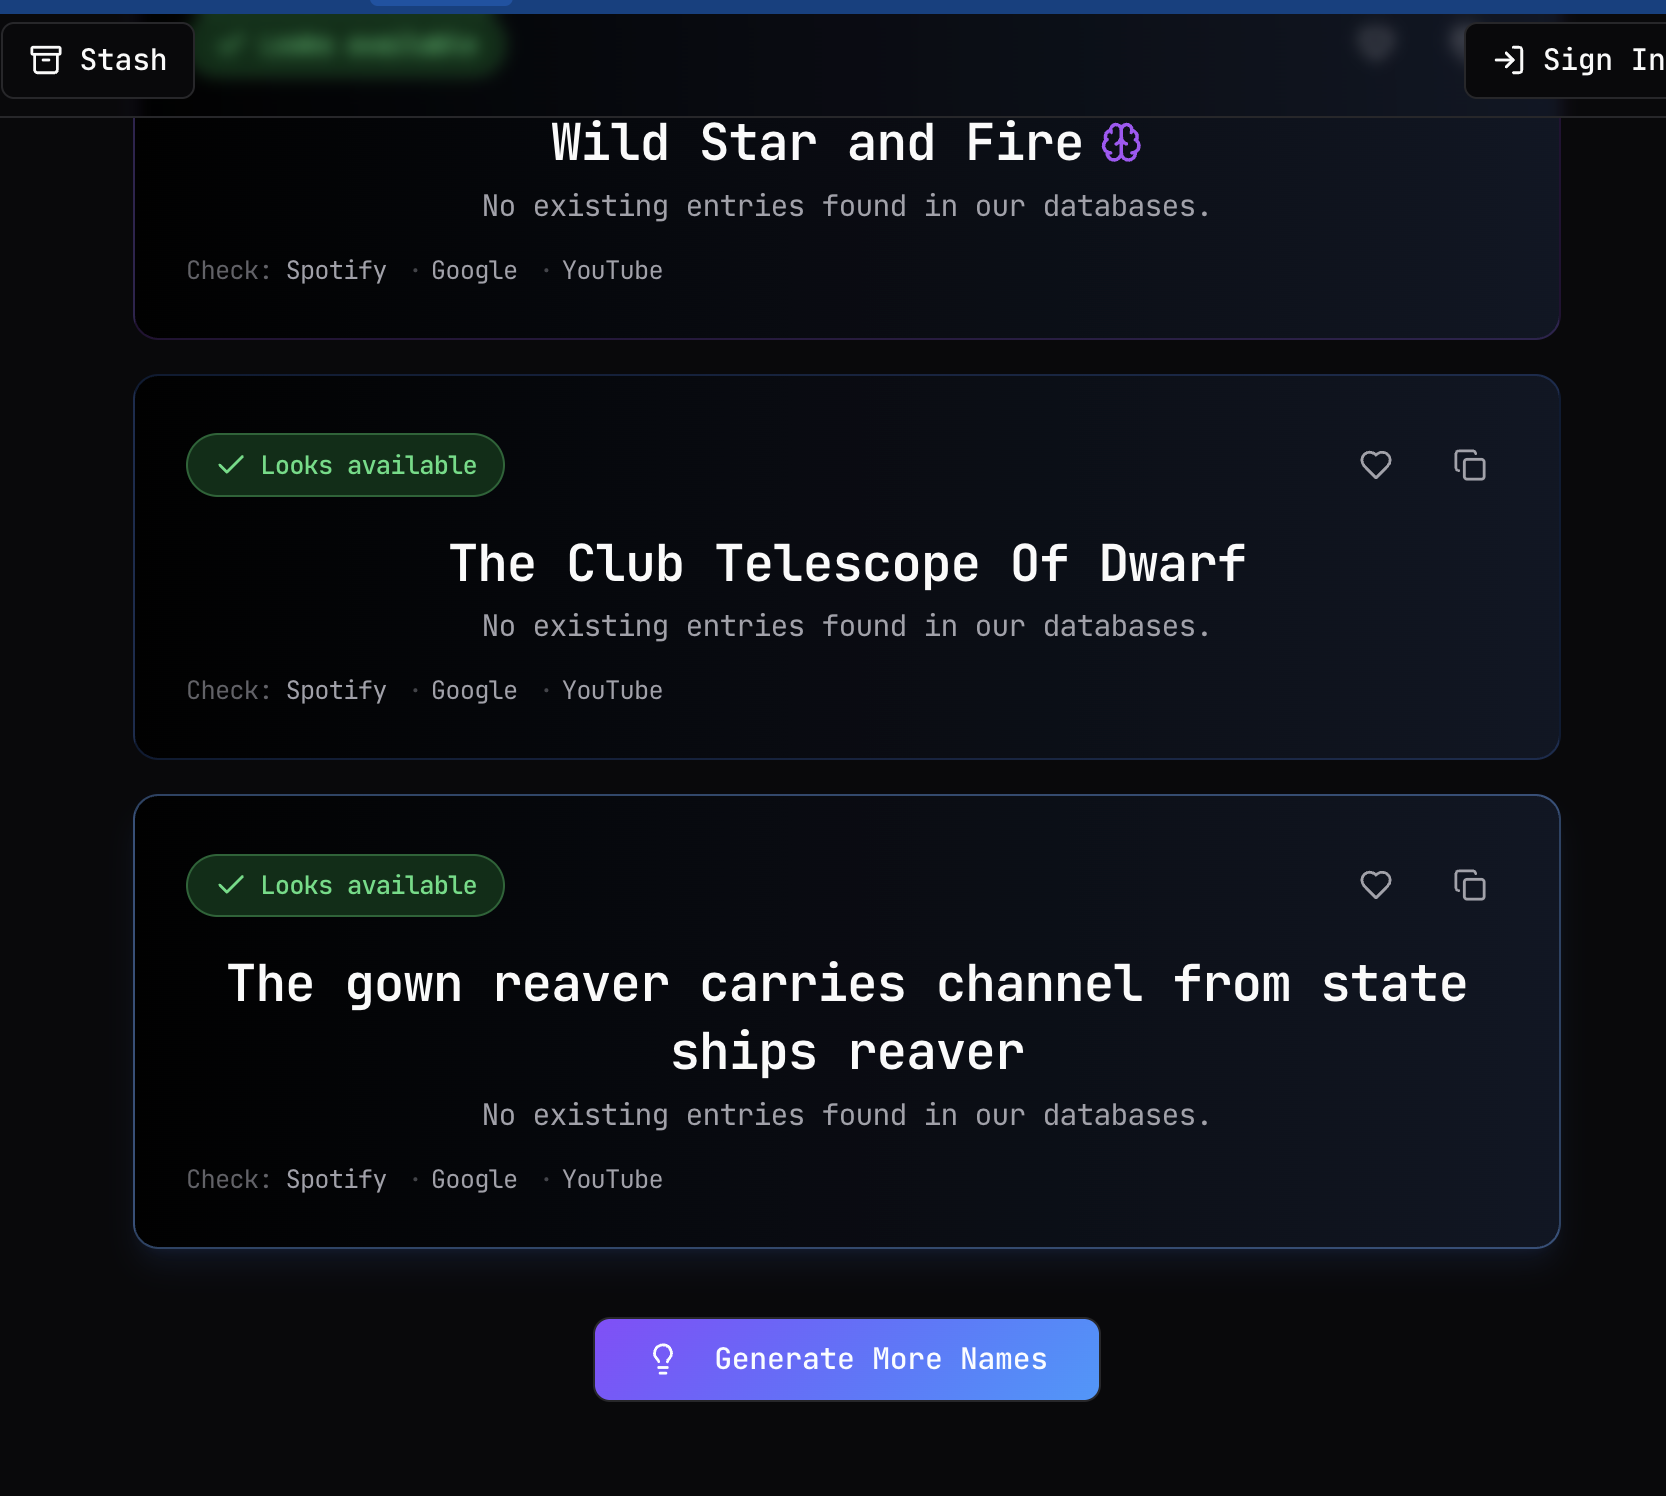 Stash
Looks available
Sign In
Wild Star and Fire
No existing entries found in our databases.
Check: Spotify · Google · YouTube
Looks available
The Club Telescope Of Dwarf
No existing entries found in our databases.
Check: Spotify · Google · YouTube
Looks available
The gown reaver carries channel from state
ships reaver
No existing entries found in our databases.
Check: Spotify · Google · YouTube
Generate More Names